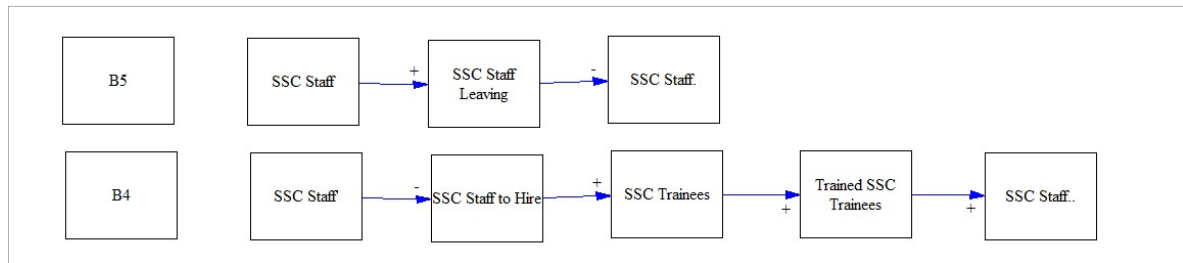 B5
SSC Staff
+
SSC Staff
Leaving
-
SSC Staff.
B4
SSC Staff
-
SSC Staff to Hire
+
SSC Trainees
+
Trained SSC
Trainees
+
SSC Staff..